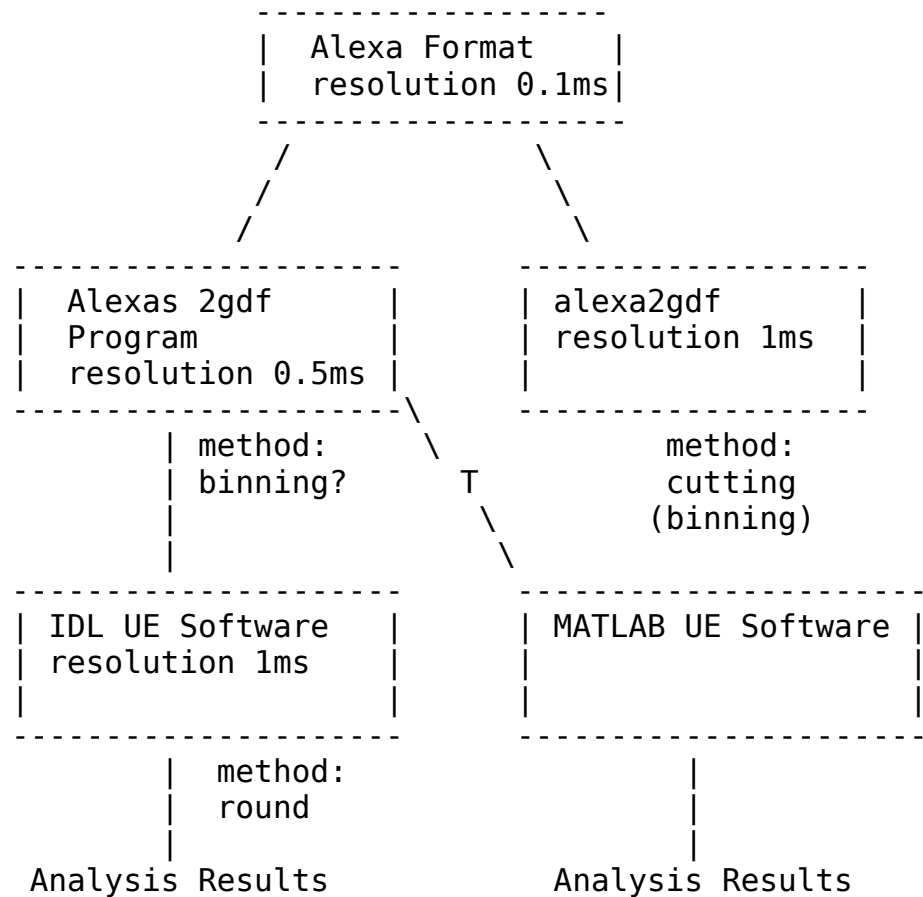 Alexa Format
resolution 0.1ms
Alexas 2gdf
Program
resolution 0.5ms
alexa2gdf
resolution 1ms
method:
binning?
T
method:
cutting
(binning)
IDL UE Software
resolution 1ms
MATLAB UE Software
method:
round
Analysis Results
Analysis Results